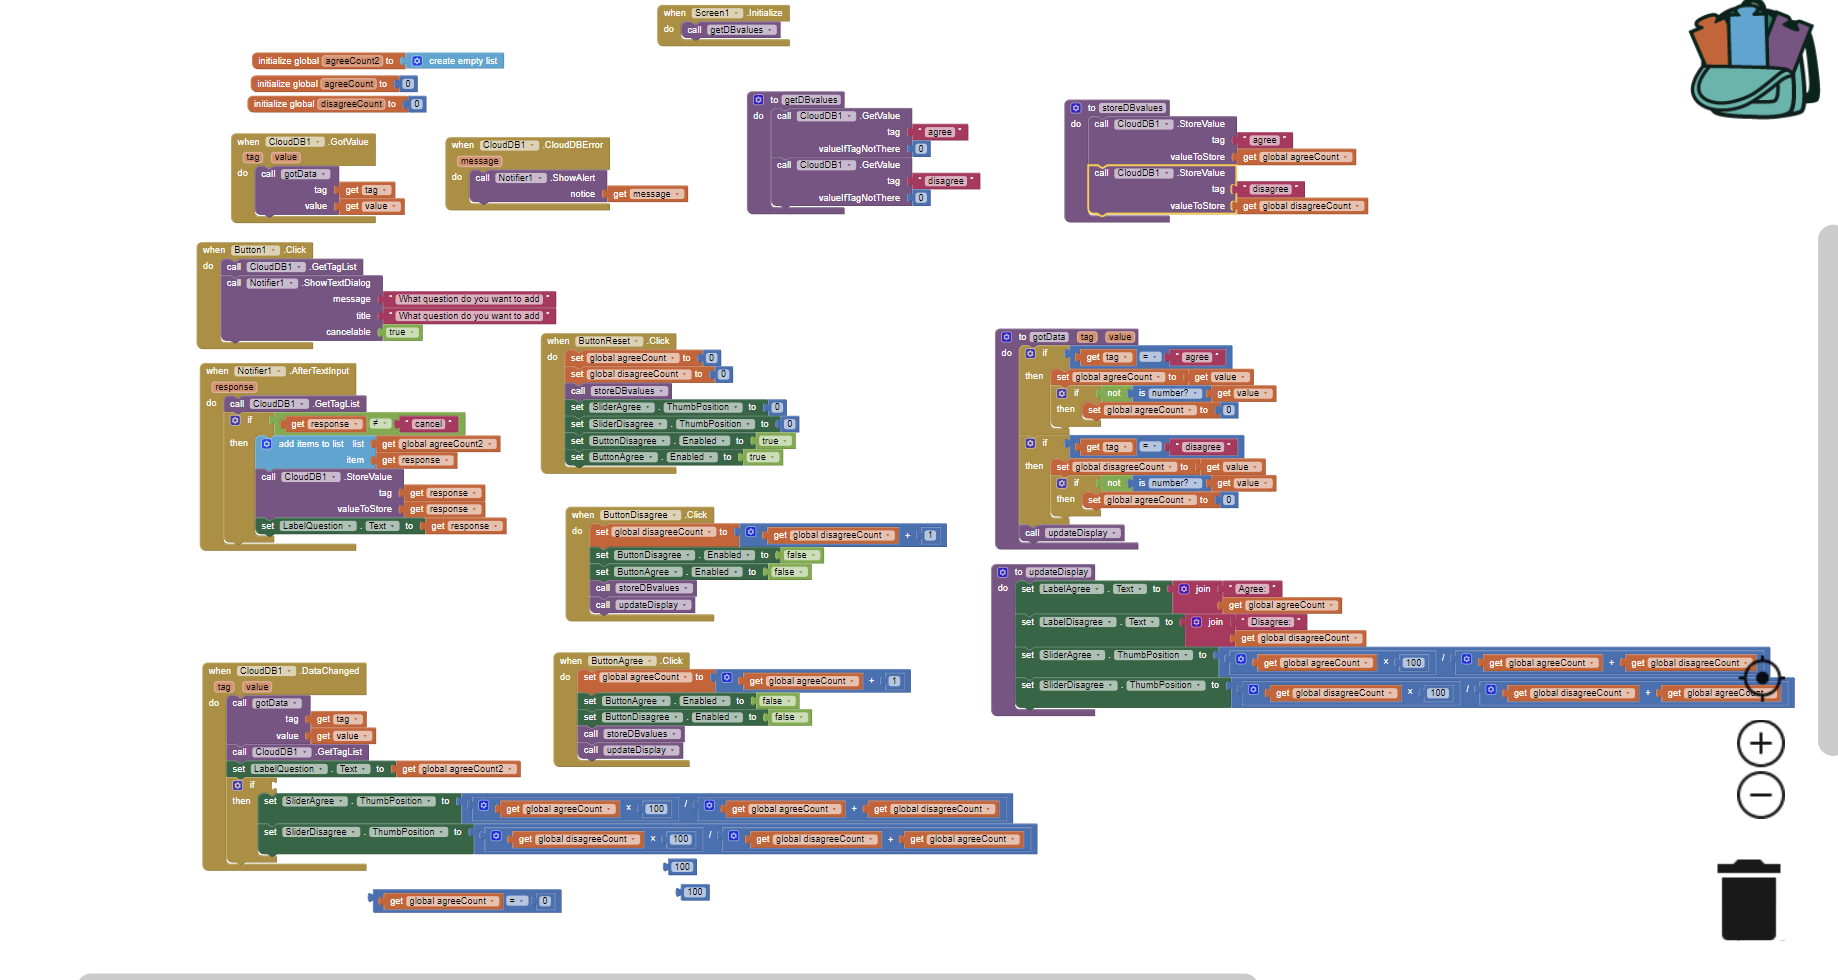 when Screen1 .Initialize
do call getDBvalues
initialize global agreeCount2 to create empty list
initialize global agreeCount to 0
initialize global disagreeCount to 0
when CloudDB1 .GotValue
tag value
do call gotData
tag get tag
value get value
when CloudDB1 .CloudDBError
message
do call Notifier1 .ShowAlert
notice get message
to getDBvalues
do call CloudDB1 .GetValue
tag " agree "
valueIfTagNotThere 0
call CloudDB1 .GetValue
tag " disagree "
valueIfTagNotThere 0
to storeDBvalues
do call CloudDB1 .StoreValue
tag " agree "
valueToStore get global agreeCount
call CloudDB1 .StoreValue
tag " disagree "
valueToStore get global disagreeCount
when Button1 .Click
do call CloudDB1 .GetTagList
call Notifier1 .ShowTextDialog
message " What question do you want to add "
title " What question do you want to add "
cancelable true
when Notifier1 .AfterTextInput
response
do call CloudDB1 .GetTagList
if get response ≠ " cancel "
then add items to list list get global agreeCount2
item get response
call CloudDB1 .StoreValue
tag get response
valueToStore get response
set LabelQuestion . Text to get response
when ButtonReset .Click
do set global agreeCount to 0
set global disagreeCount to 0
call storeDBvalues
set SliderAgree . ThumbPosition to 0
set SliderDisagree . ThumbPosition to 0
set ButtonDisagree . Enabled to true
set ButtonAgree . Enabled to true
when ButtonDisagree .Click
do set global disagreeCount to get global disagreeCount + 1
set ButtonDisagree . Enabled to false
set ButtonAgree . Enabled to false
call storeDBvalues
call updateDisplay
when ButtonAgree .Click
do set global agreeCount to get global agreeCount + 1
set ButtonAgree . Enabled to false
set ButtonDisagree . Enabled to false
call storeDBvalues
call updateDisplay
to gotData tag value
do if get tag = " agree "
then set global agreeCount to get value
if not is number? get value
then set global agreeCount to 0
if get tag = " disagree "
then set global disagreeCount to get value
if not is number? get value
then set global agreeCount to 0
call updateDisplay
to updateDisplay
do set LabelAgree . Text to join " Agree: "
get global agreeCount
set LabelDisagree . Text to join " Disagree: "
get global disagreeCount
set SliderAgree . ThumbPosition to get global agreeCount × 100 / get global agreeCount + get global disagreeCount
set SliderDisagree . ThumbPosition to get global disagreeCount × 100 / get global disagreeCount + get global agreeCount
when CloudDB1 .DataChanged
tag value
do call gotData
tag get tag
value get value
call CloudDB1 .GetTagList
set LabelQuestion . Text to get global agreeCount2
if
then set SliderAgree . ThumbPosition to get global agreeCount × 100 / get global agreeCount + get global disagreeCount
set SliderDisagree . ThumbPosition to get global disagreeCount × 100 / get global disagreeCount + get global agreeCount
100
100
get global agreeCount = 0